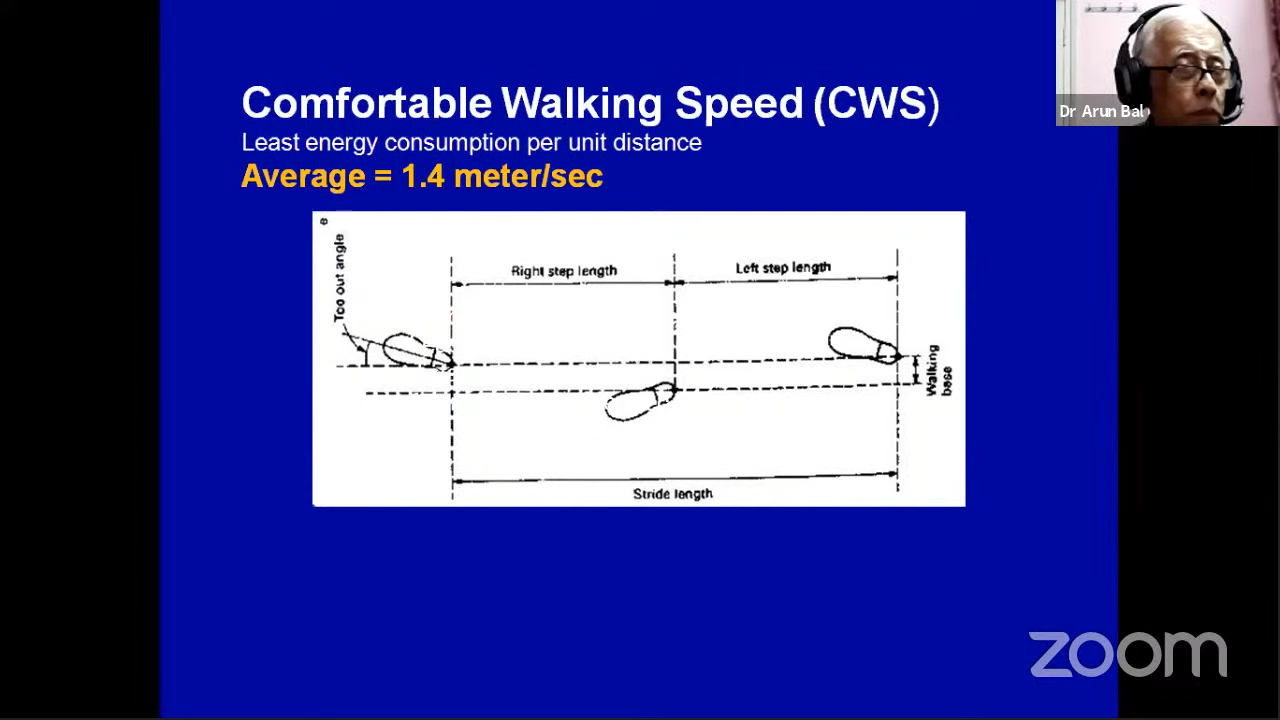 Comfortable Walking Speed (CWS)
Least energy consumption per unit distance
Average = 1.4 meter/sec
Dr Arun Bal
e
Too out angle
Right step length
Left step length
Walking
base
Stride length
zoom